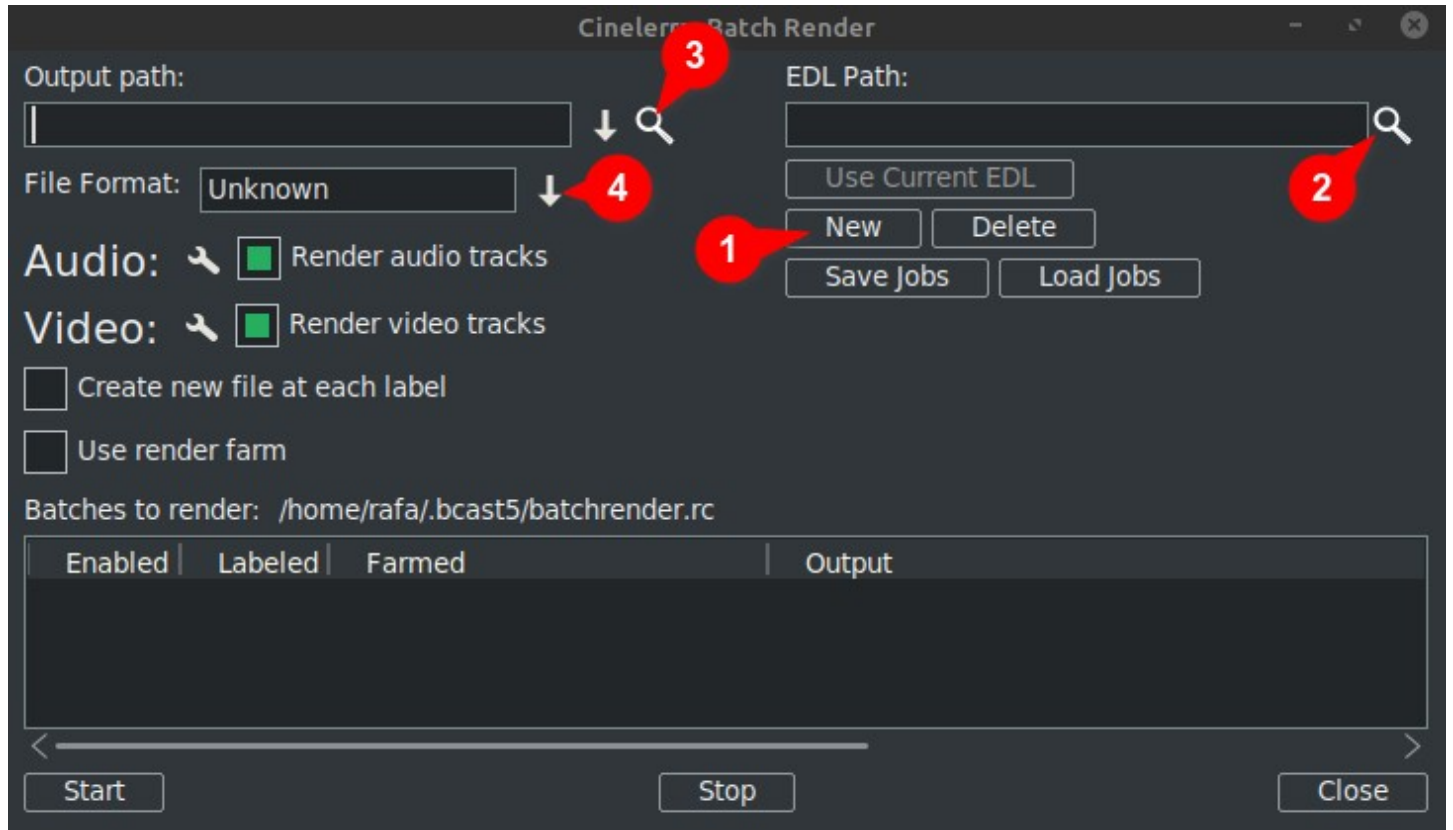 Cinelerra: Batch Render
3
Output path:
EDL Path:
2
File Format: Unknown
4
Use Current EDL
1
New Delete
Audio: Render audio tracks
Save Jobs Load Jobs
Video: Render video tracks
Create new file at each label
Use render farm
Batches to render: /home/rafa/.bcast5/batchrender.rc
Enabled Labeled Farmed Output
Start Stop Close